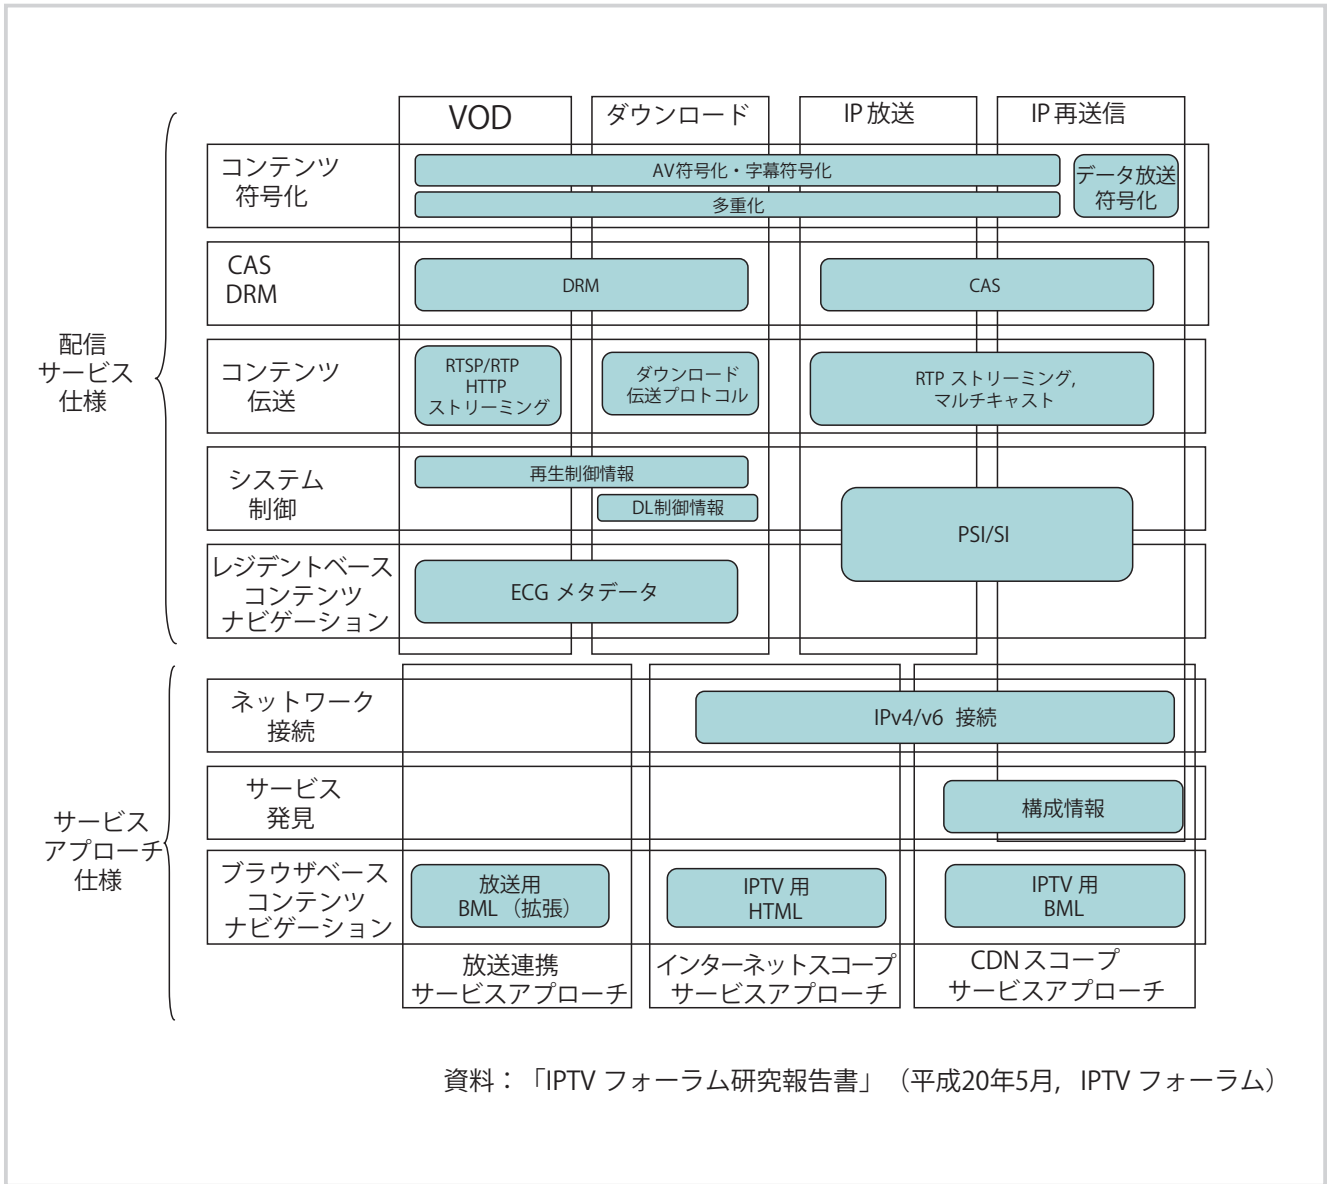 VOD
ダウンロード
IP 放送
IP 再送信
コンテンツ
符号化
AV符号化・字幕符号化
多重化
データ放送
符号化
CAS
DRM
DRM
CAS
配信
サービス
仕様
コンテンツ
伝送
RTSP/RTP
HTTP
ストリーミング
ダウンロード
伝送プロトコル
RTP ストリーミング,
マルチキャスト
システム
制御
再生制御情報
DL制御情報
PSI/SI
レジデントベース
コンテンツ
ナビゲーション
ECG メタデータ
ネットワーク
接続
IPv4/v6 接続
サービス
発見
構成情報
サービス
アプローチ
仕様
ブラウザベース
コンテンツ
ナビゲーション
放送用
BML（拡張）
IPTV 用
HTML
IPTV 用
BML
放送連携
サービスアプローチ
インターネットスコープ
サービスアプローチ
CDN スコープ
サービスアプローチ
資料：「IPTV フォーラム研究報告書」（平成20年5月, IPTV フォーラム）